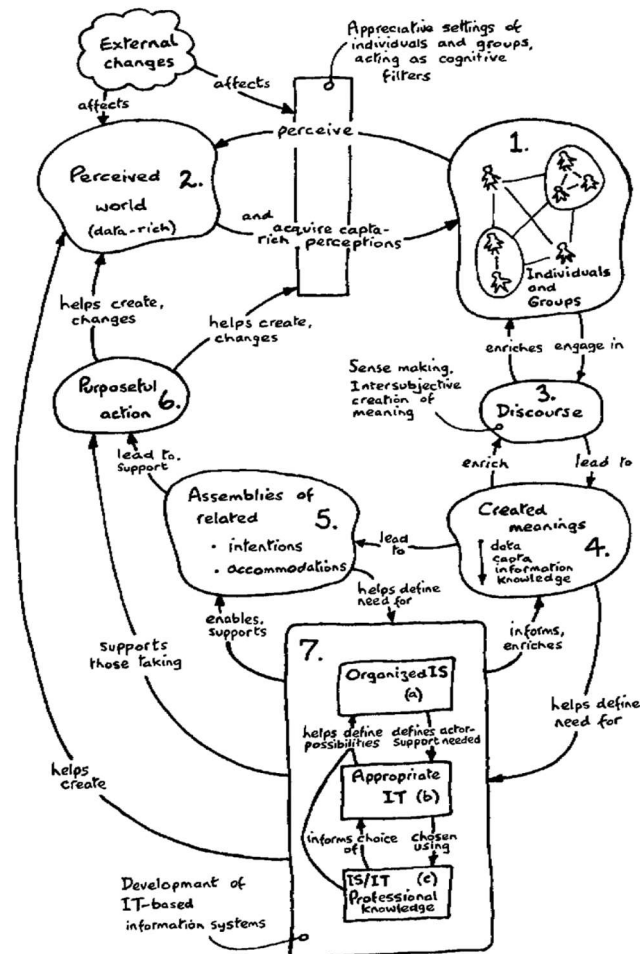 External
changes
affects
affects
Appreciative settings of
individuals and groups,
acting as cognitive
filters
perceive
1.
Individuals
and
Groups
Perceived 2.
world
(data-rich)
and
acquire capta-
rich perceptions
helps create,
changes
helps create,
changes
enriches
engage in
Purposeful
action 6.
Sense making.
Intersubjective
creation of
meaning
3.
Discourse
lead to,
support
enrich
lead to
Assemblies of
related 5.
• intentions
• accommodations
lead
to
Created
meanings
4.
data
capta
information
knowledge
helps define
need for
enables,
supports
informs,
enriches
supports
those taking
helps define
need for
7.
Organized IS
(a)
helps define
possibilities
defines actor-
support needed
Appropriate
IT (b)
informs choice
of
chosen
using
IS/IT (c)
Professional
knowledge
helps
create
Development of
IT-based
information systems